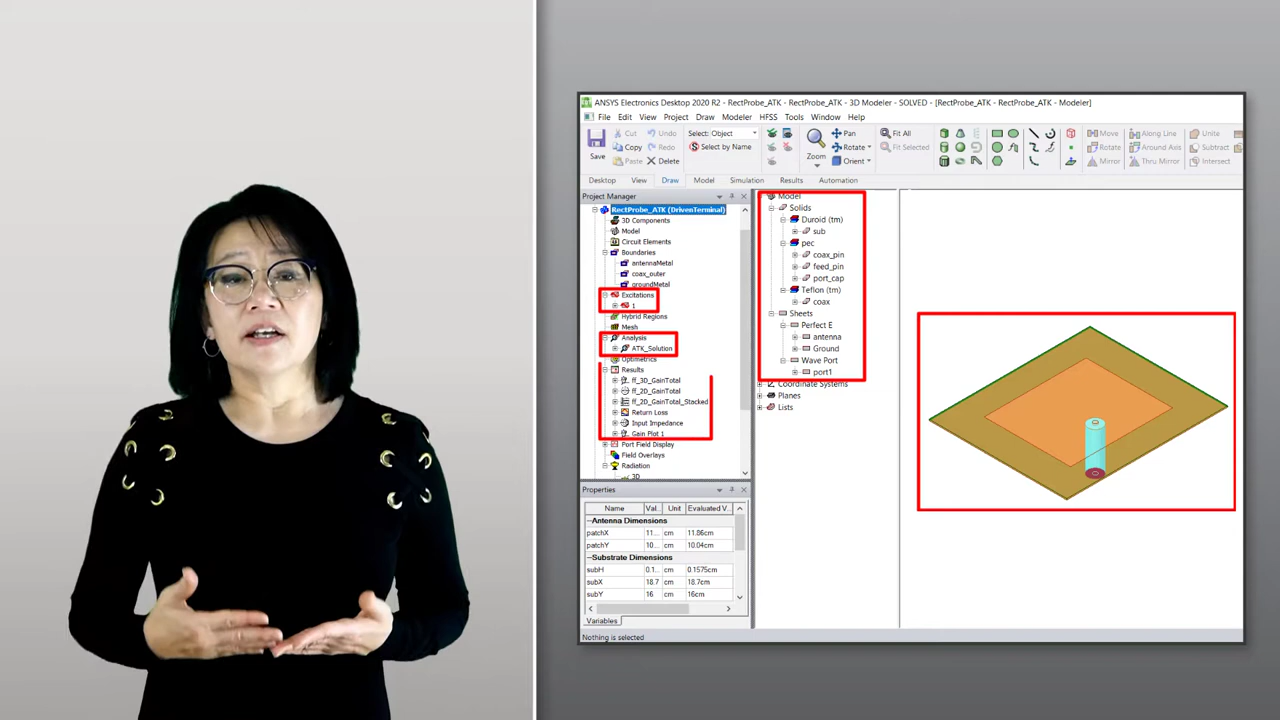 ANSYS Electronics Desktop 2020 R2 - RectProbe_ATK - RectProbe_ATK - 3D Modeler - SOLVED - [RectProbe_ATK - RectProbe_ATK - Modeler]
File Edit View Project Draw Modeler HFSS Tools Window Help
Save
Cut
Copy
Paste
Undo
Redo
Delete
Select: Object
Select by Name
Zoom
Pan
Rotate
Orient
Fit All
Fit Selected
Move
Rotate
Mirror
Along Line
Around Axis
Thru Mirror
Unite
Subtract
Intersect
Desktop View Draw Model Simulation Results Automation
Project Manager
RectProbe_ATK (DrivenTerminal)
3D Components
Model
Circuit Elements
Boundaries
antennaMetal
coax_outer
groundMetal
Excitations
1
Hybrid Regions
Mesh
Analysis
ATK_Solution
Optimetrics
Results
ff_3D_GainTotal
ff_2D_GainTotal
ff_2D_GainTotal_Stacked
Return Loss
Input Impedance
Gain Plot 1
Port Field Display
Field Overlays
Radiation
3D
Model
Solids
Duroid (tm)
sub
pec
coax_pin
feed_pin
port_cap
Teflon (tm)
coax
Sheets
Perfect E
antenna
Ground
Wave Port
port1
Coordinate Systems
Planes
Lists
Properties
Name Val... Unit Evaluated V...
Antenna Dimensions
patchX 11... cm 11.86cm
patchY 10... cm 10.04cm
Substrate Dimensions
subH 0.1... cm 0.1575cm
subX 18.7 cm 18.7cm
subY 16 cm 16cm
Variables
Nothing is selected